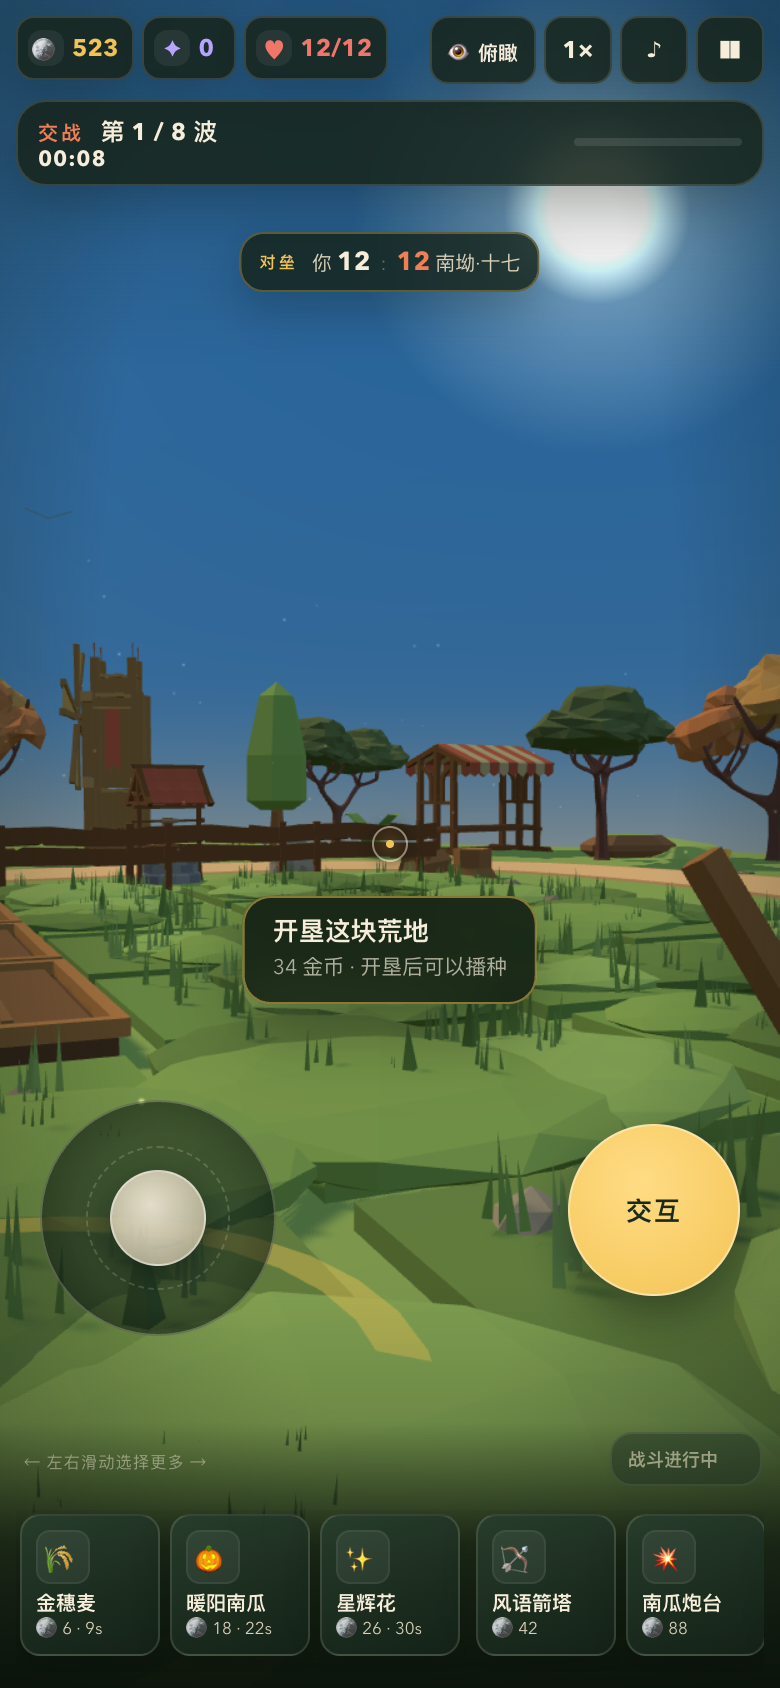 523
0
12/12
俯瞰
1×
交战 第 1 / 8 波
00:08
对垒 你 12 : 12 南坳·十七
开垦这块荒地
34 金币 · 开垦后可以播种
交互
← 左右滑动选择更多 →
战斗进行中
金穗麦
6 · 9s
暖阳南瓜
18 · 22s
星辉花
26 · 30s
风语箭塔
42
南瓜炮台
88